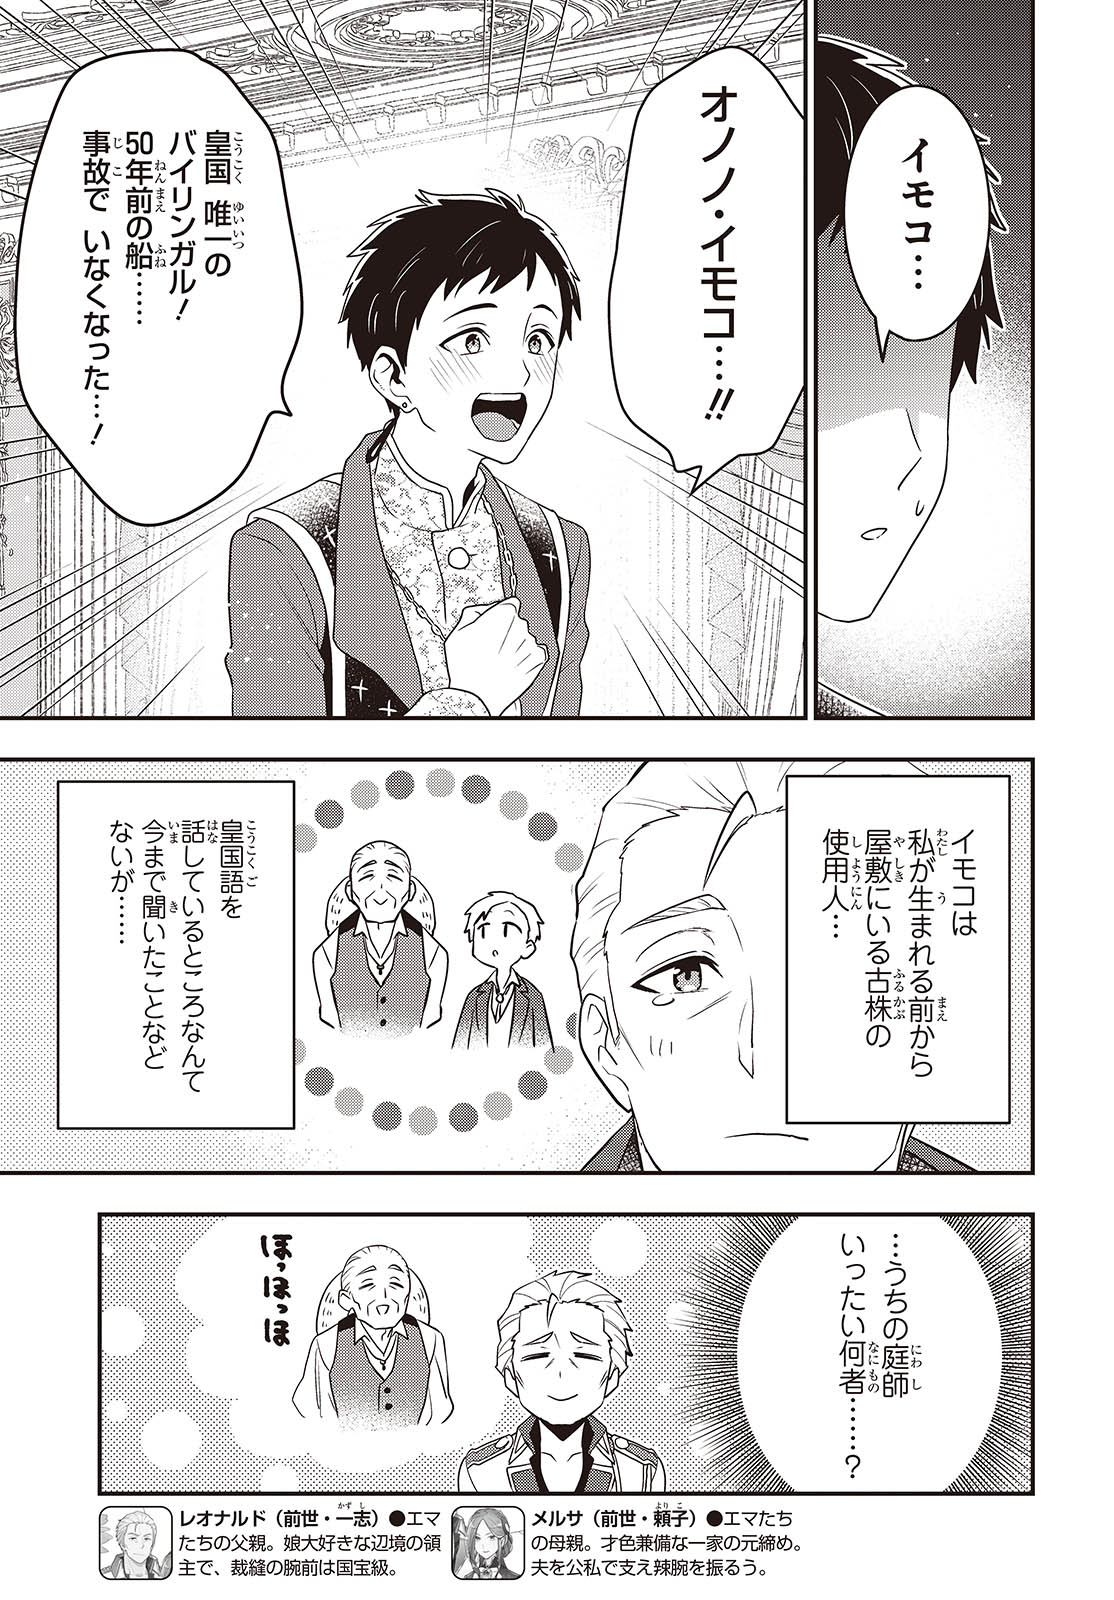 イモコ…
オノノ・イモコ…!!
皇国 唯一の
バイリンガル!
50年前の船……
事故で いなくなった…!
イモコは
私が生まれる前から
屋敷にいる古株の
使用人…
皇国語を
話しているところなんて
今まで聞いたことなど
ないが……
…うちの庭師
いったい何者……?
ほっほっほ
レオナルド(前世・一志)●エマ
たちの父親。娘大好きな辺境の領
主で、裁縫の腕前は国宝級。
メルサ(前世・頼子)●エマたち
の母親。才色兼備な一家の元締め。
夫を公私で支え辣腕を振るう。